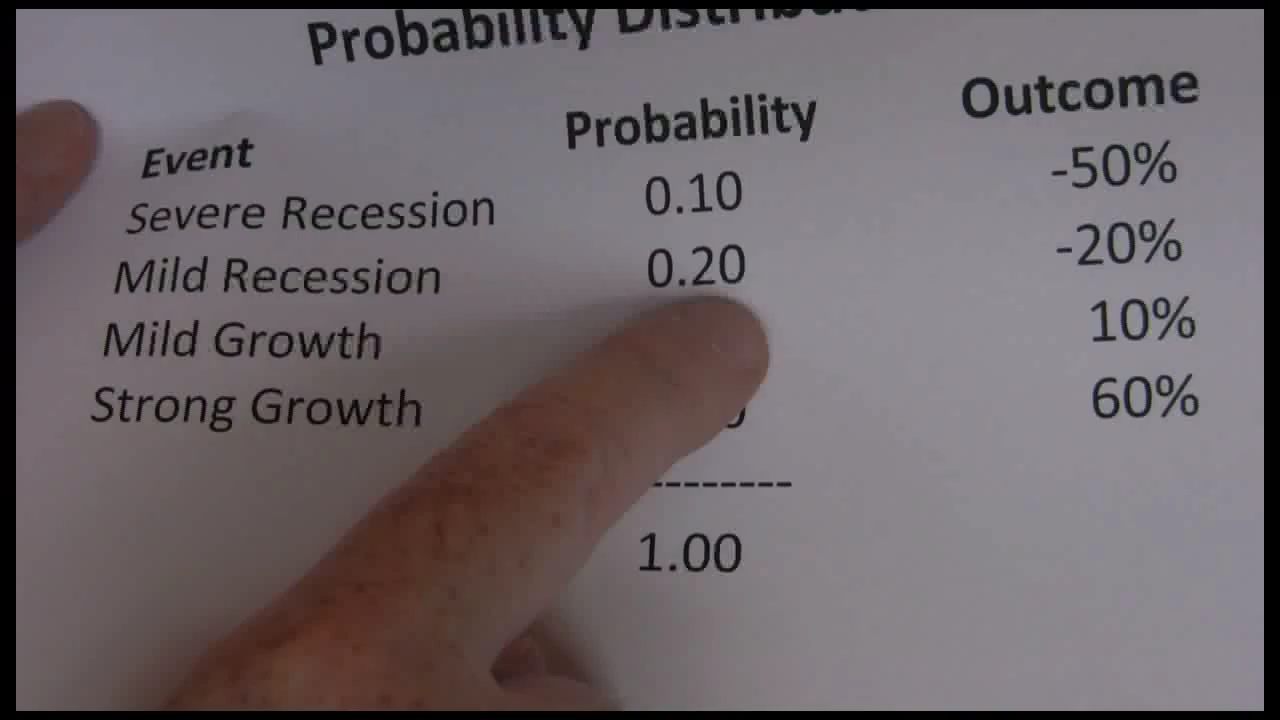 Probability
Event Probability Outcome
Severe Recession 0.10 -50%
Mild Recession 0.20 -20%
Mild Growth 10%
Strong Growth 60%
---------
1.00